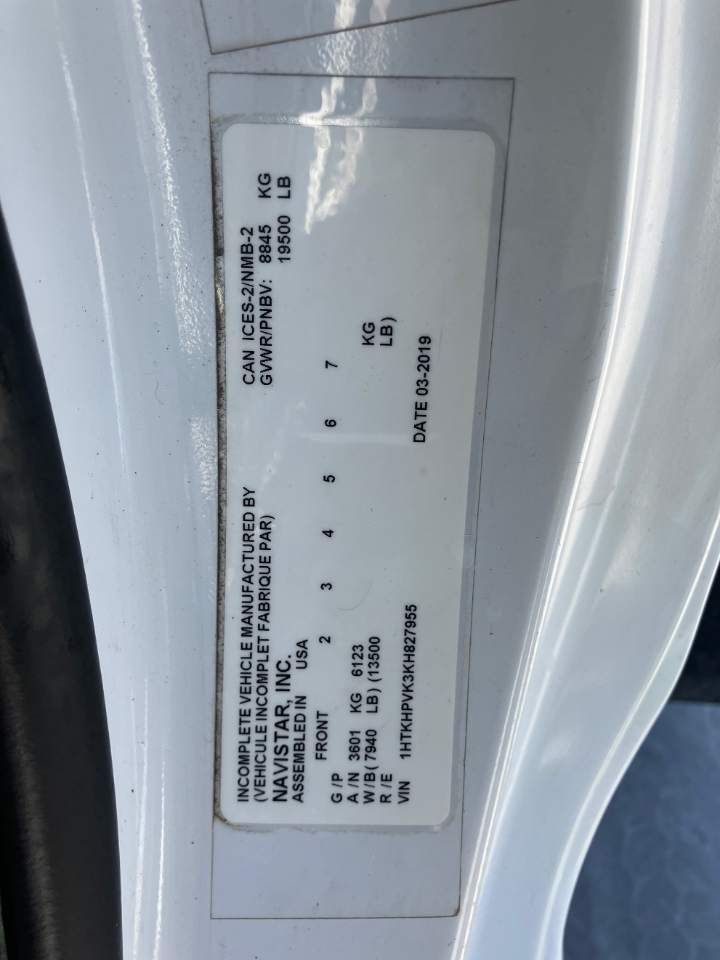 INCOMPLETE VEHICLE MANUFACTURED BY
(VEHICULE INCOMPLET FABRIQUE PAR)
NAVISTAR, INC.
ASSEMBLED IN USA
CAN ICES-2/NMB-2
GVWR/PNBV: 8845 KG
19500 LB
FRONT 2 3 4 5 6 7
G /P
A /N 3601 KG 6123 KG
W/B( 7940 LB) (13500 LB)
R /E
VIN 1HTKHPVK3KH827955 DATE 03-2019